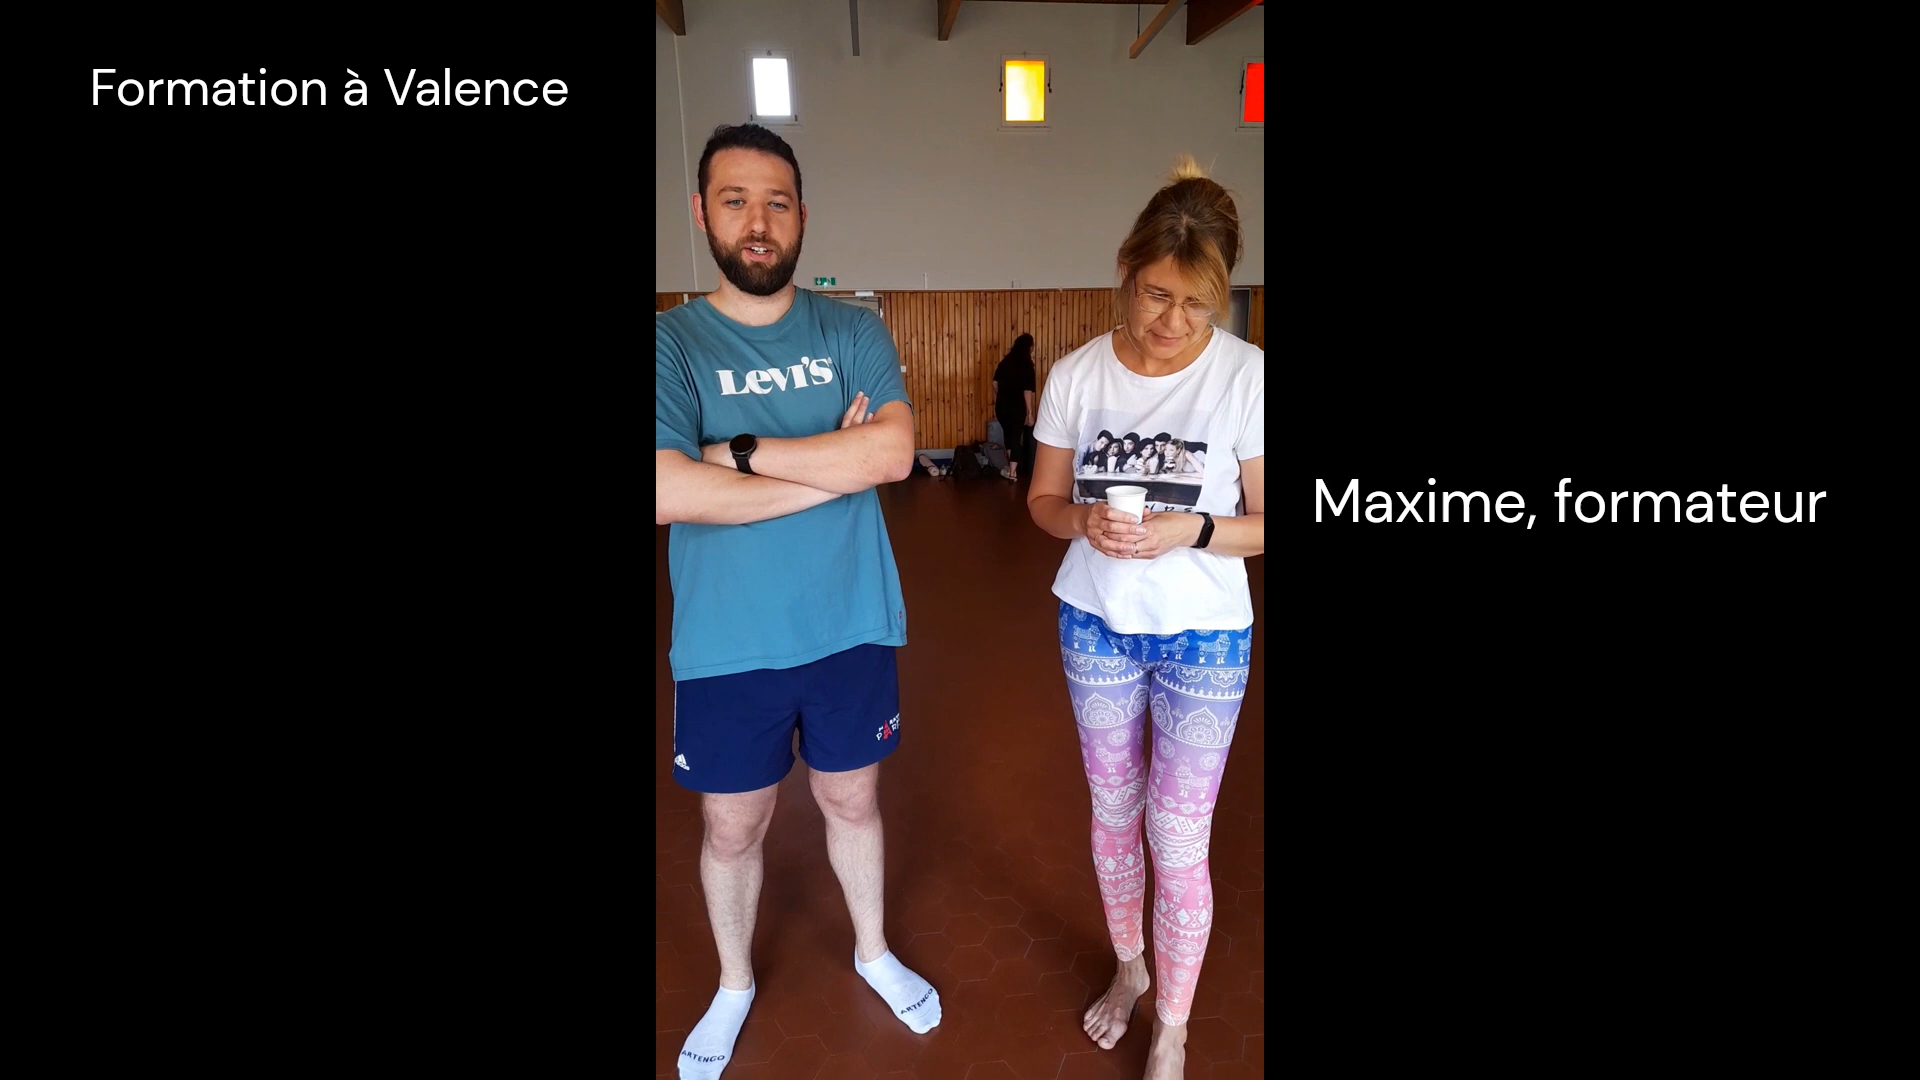 Formation à Valence
LEVI'S
Maxime, formateur
ARTENGO
ARTENGO